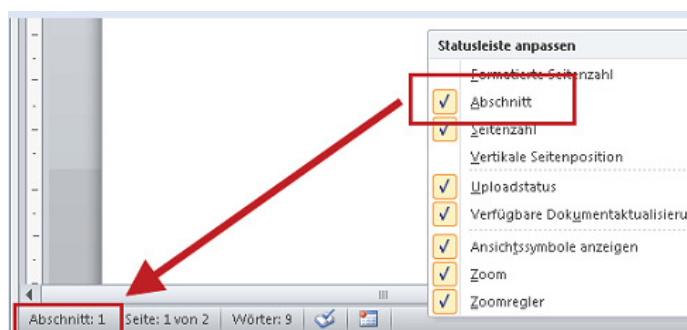 Statusleiste anpassen
Formatierte Seitenzahl
Abschnitt
Seitenzahl
Vertikale Seitenposition
Uploadstatus
Verfügbare Dokumentaktualisieru
Ansichtssymbole anzeigen
Zoom
Zoomregler
Abschnitt: 1 Seite: 1 von 2 Wörter: 9